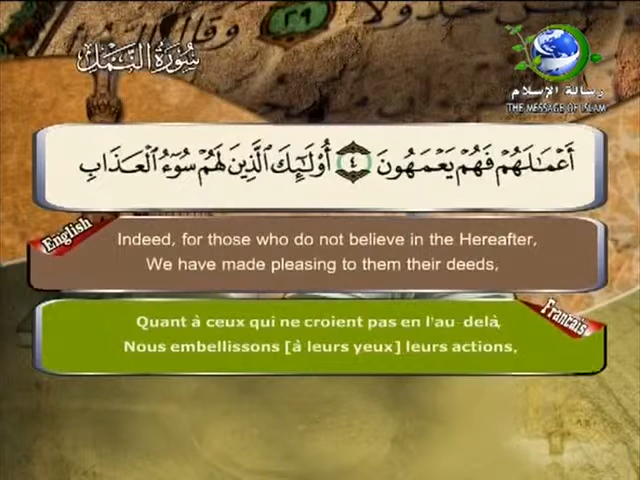 سُورَةُ النَّمْلِ
رسالة الإسلام
THE MESSAGE OF ISLAM
أَعْمَـٰلَهُمْ فَهُمْ يَعْمَهُونَ ٤ أُوْلَـٰٓئِكَ الَّذِينَ لَهُمْ سُوٓءُ الْعَذَابِ
English
Indeed, for those who do not believe in the Hereafter,
We have made pleasing to them their deeds,
Francais
Quant à ceux qui ne croient pas en l'au-delà,
Nous embellissons [à leurs yeux] leurs actions,